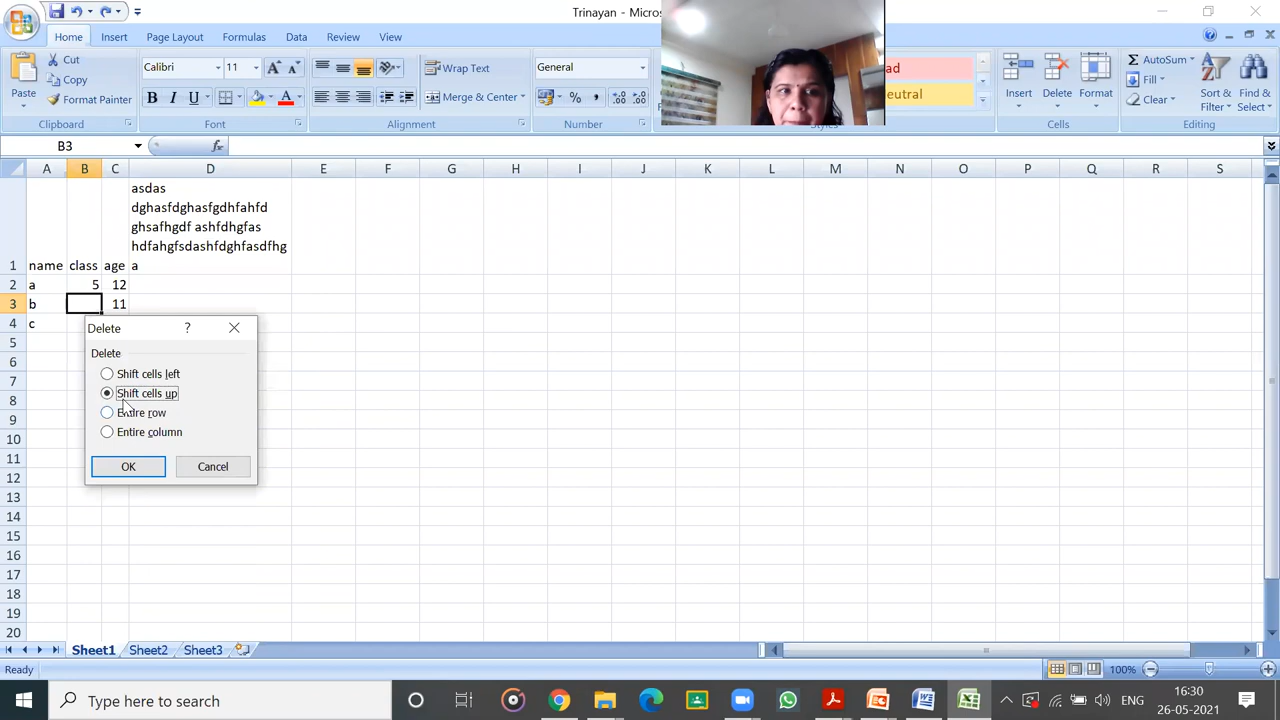 Trinayan - Micros
Home Insert Page Layout Formulas Data Review View
Paste Cut Copy Format Painter Clipboard
Calibri 11 A A B I U A Font
Wrap Text Merge & Center Alignment
General % , Number
ad
eutral
Styles
Insert Delete Format Cells
Σ AutoSum Fill Clear Sort & Filter Find & Select Editing
B3 fx
A B C D E F G H I J K L M N O P Q R S
asdas
dghasfdghasfgdhfahfd
ghsafhgdf ashfdhgfas
hdfahgfsdashfdghfasdfhg
1 name class age a
2 a 5 12
3 b 11
4 c
5
6
7
8
9
10
11
12
13
14
15
16
17
18
19
20
Delete ?
Delete
Shift cells left
Shift cells up
Entire row
Entire column
OK Cancel
Sheet1 Sheet2 Sheet3
Ready 100%
Type here to search
ENG
16:30
26-05-2021